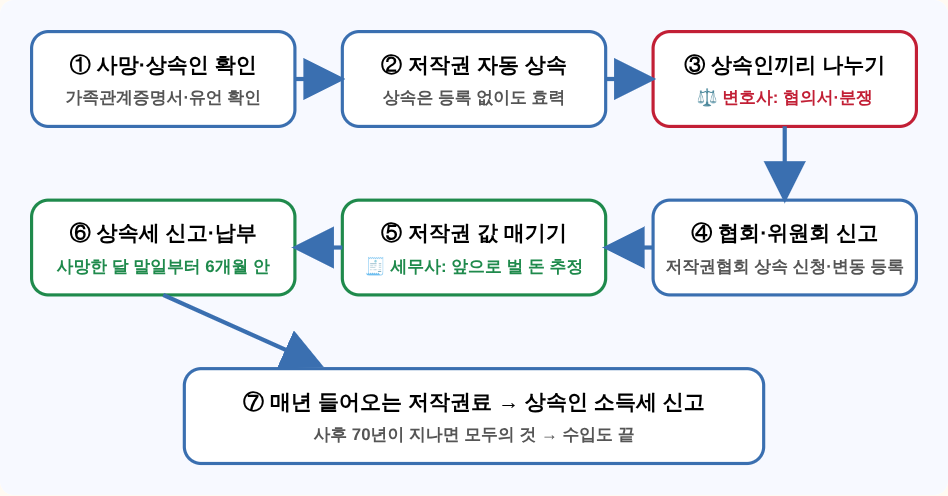 ① 사망·상속인 확인
가족관계증명서·유언 확인
② 저작권 자동 상속
상속은 등록 없이도 효력
③ 상속인끼리 나누기
⚖️ 변호사: 협의서·분쟁
④ 협회·위원회 신고
저작권협회 상속 신청·변동 등록
⑤ 저작권 값 매기기
🧾 세무사: 앞으로 벌 돈 추정
⑥ 상속세 신고·납부
사망한 달 말일부터 6개월 안
⑦ 매년 들어오는 저작권료 → 상속인 소득세 신고
사후 70년이 지나면 모두의 것 → 수입도 끝